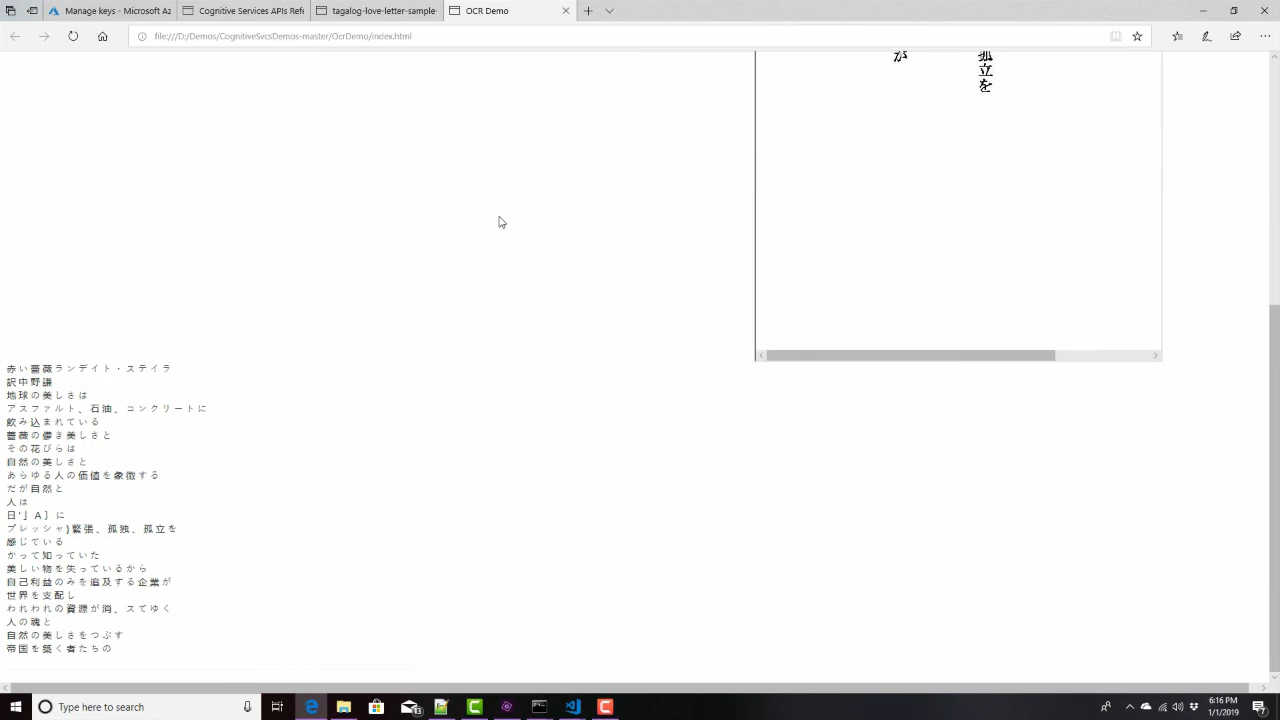 Manage keys - Microsoft Az
Cognitive Services APIs Refe
tagalog-love-letter-sample-
OCR Demo
file:///D:/Demos/CognitiveSvcsDemos-master/OcrDemo/index.html
孤立を
が
赤い薔薇ランデイト・ステイラ
訳中野謙
地球の美しさは
アスファルト、石油、コンクリートに
飲み込まれている
薔薇の儚き美しさと
その花びらは
自然の美しさと
あらゆる人の価値を象徴する
だが自然と
人は
日'亅A〕に
プレッシャ)緊張、孤独、孤立を
感じている
かって知っていた
美しい物を失っているから
自己利益のみを追及する企業が
世界を支配し
われわれの資源が消、スてゆく
人の魂と
自然の美しさをつぶす
帝国を築く者たちの
Type here to search
13
6:16 PM
1/1/2019